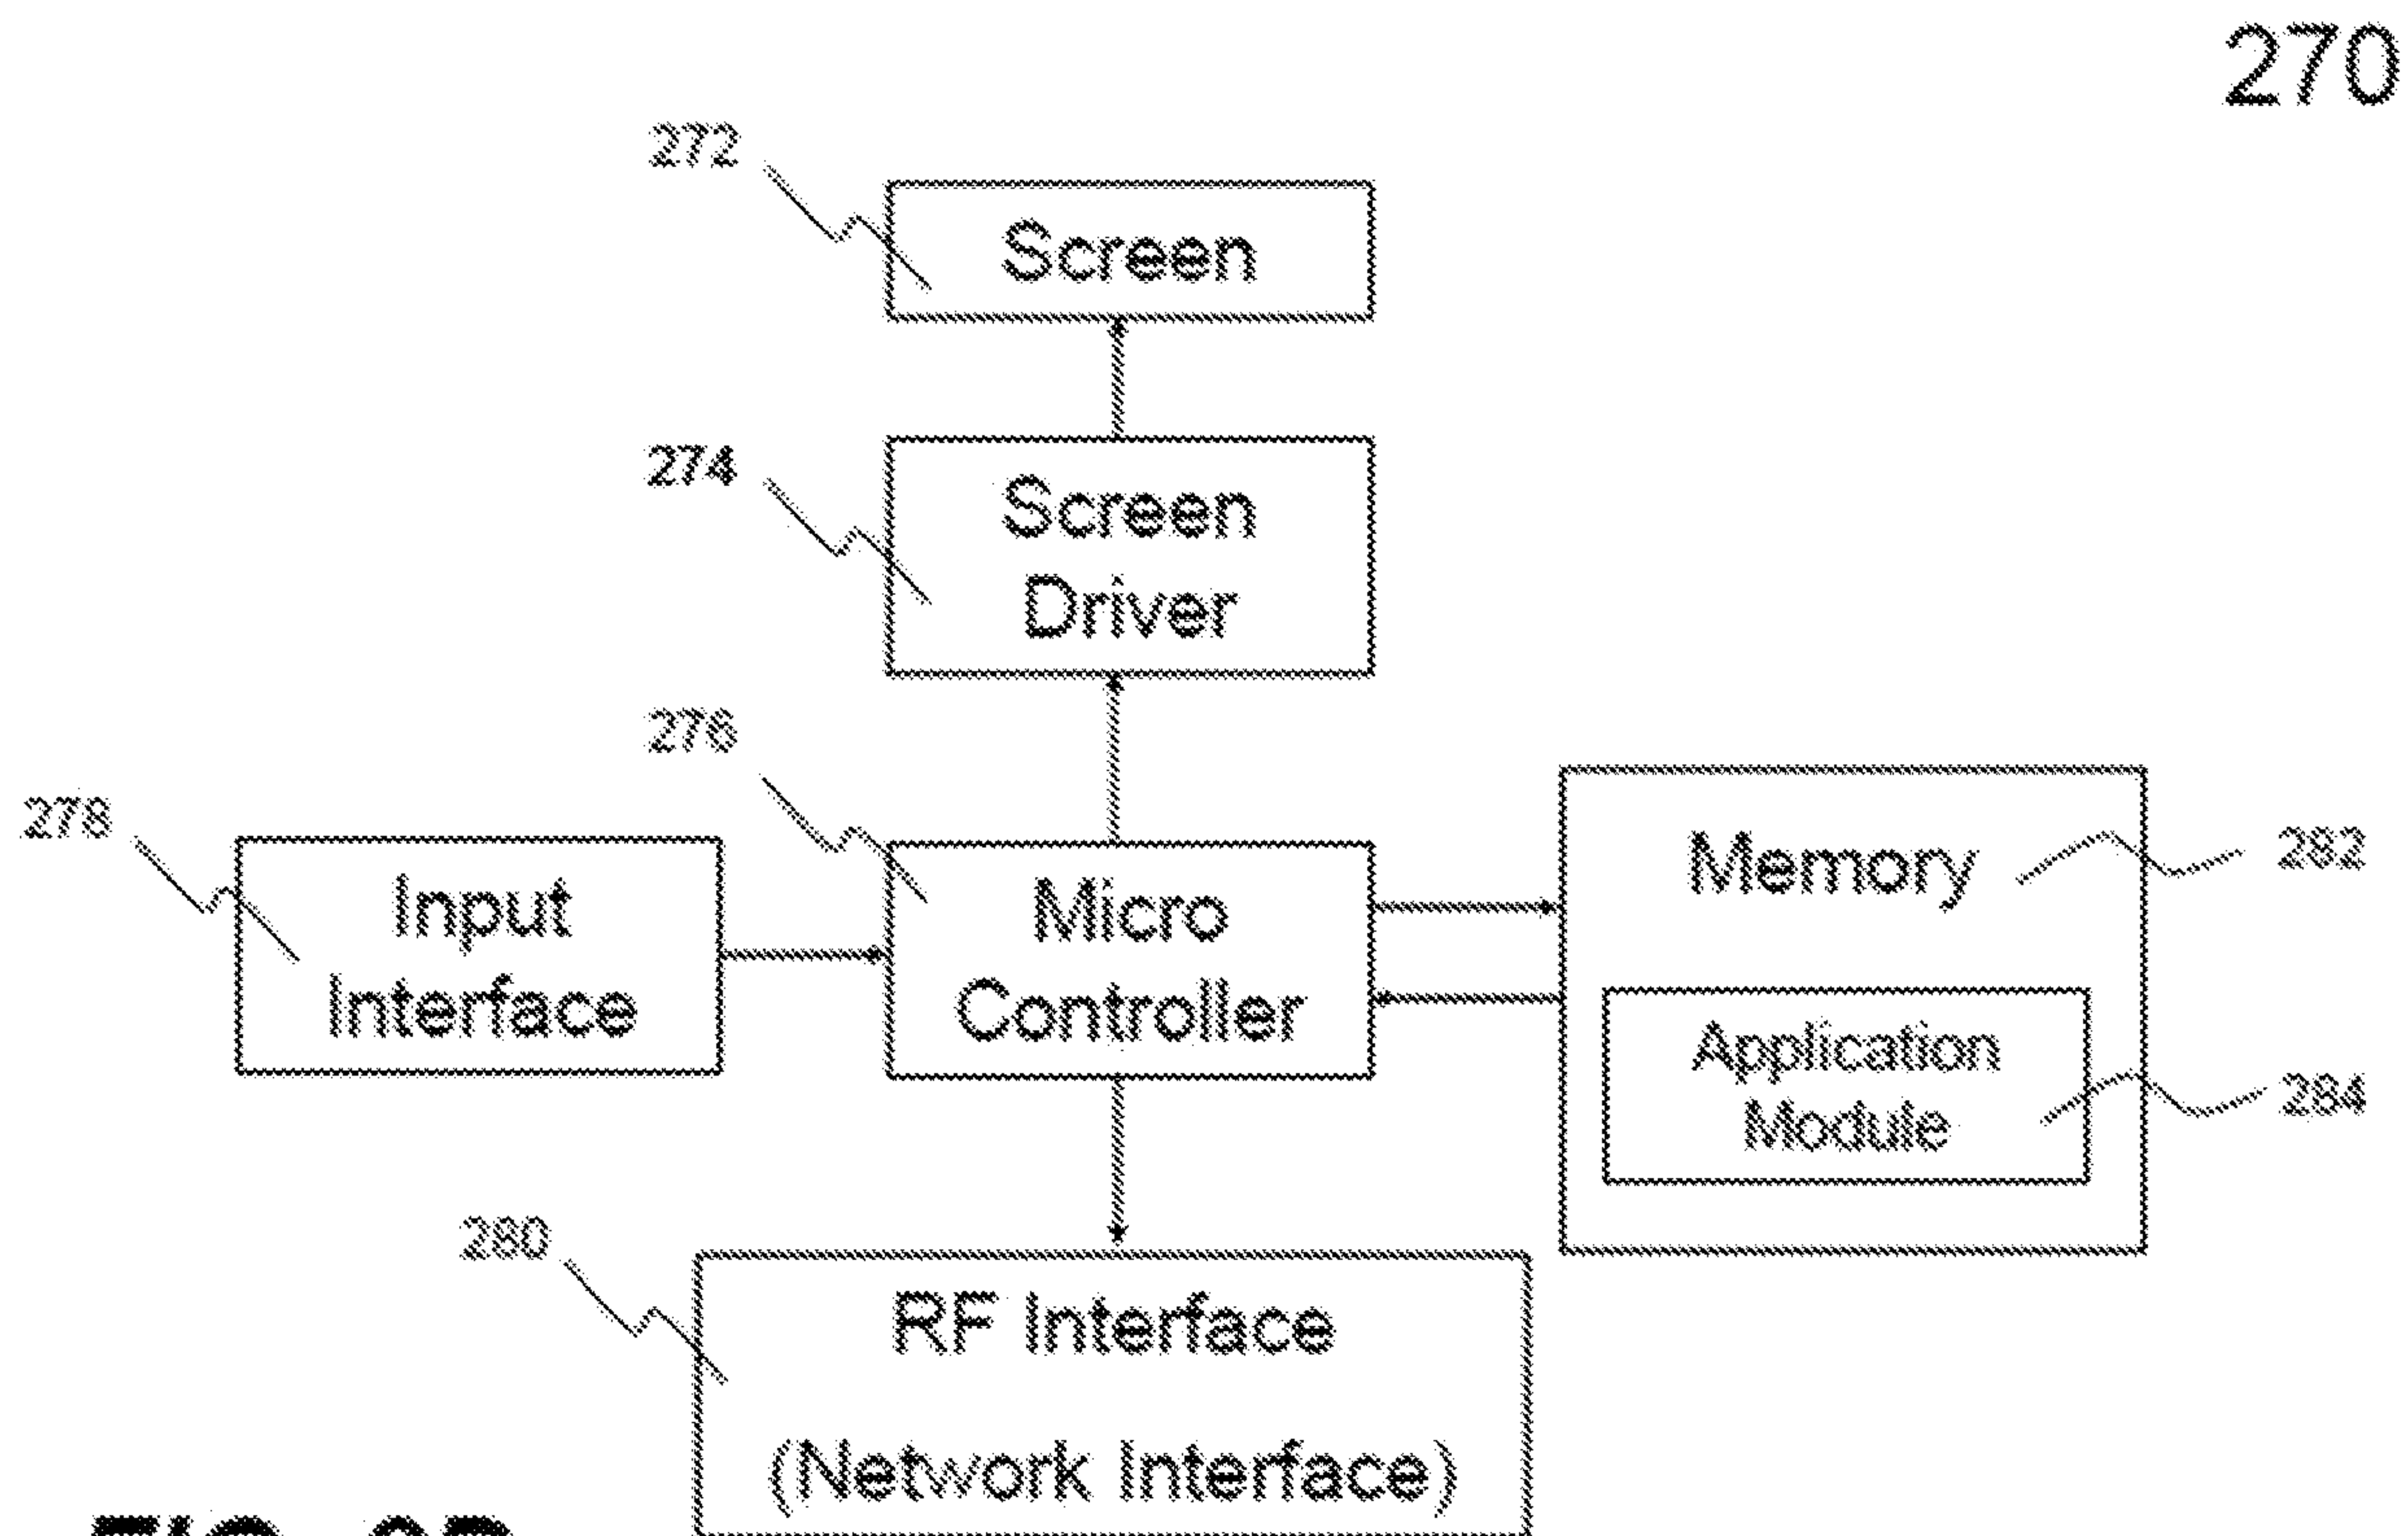 270
272
Screen
274
Screen
Driver
276
278
Input
Interface
Micro
Controller
Memory
282
Application
Module
284
280
RF Interface
(Network Interface)